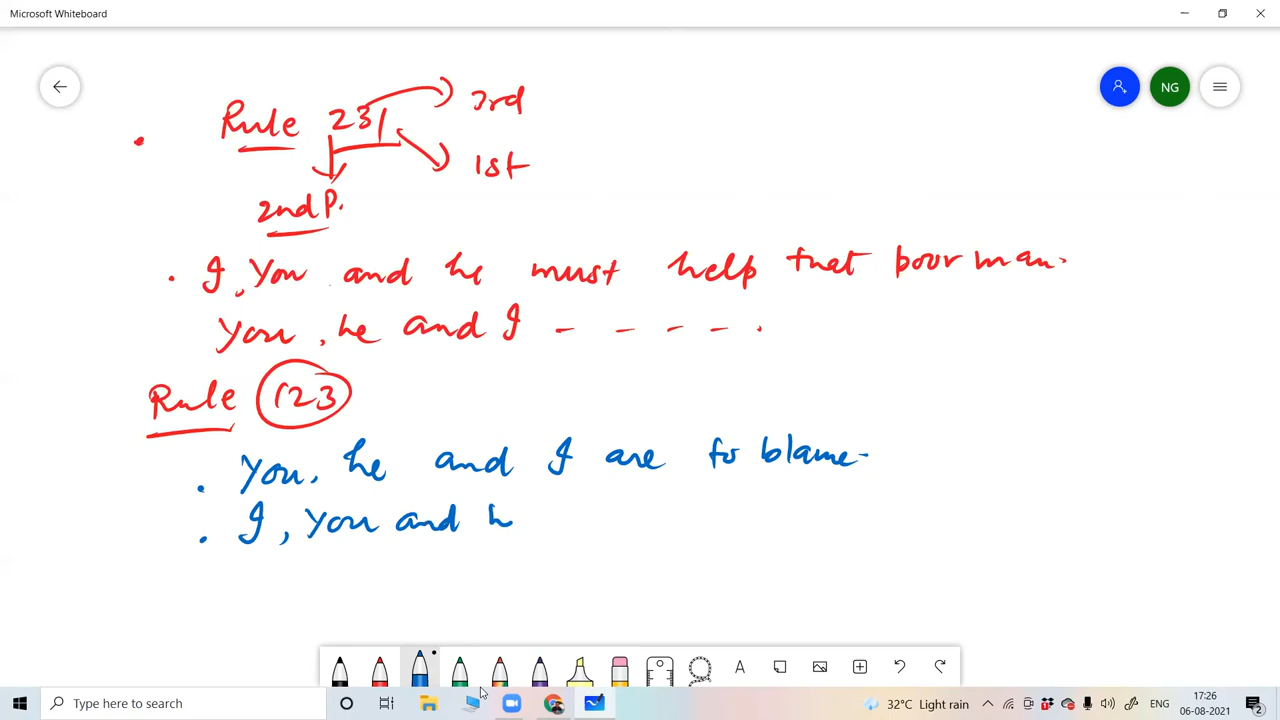 Microsoft Whiteboard
NG
Rule 231
3rd
1st
2nd P.
. I, You and he must help that poor man.
You, he and I - - - - .
Rule 123
. You, he and I are to blame.
. I, You and h
A
Type here to search
32°C Light rain
ENG
17:26
06-08-2021
2